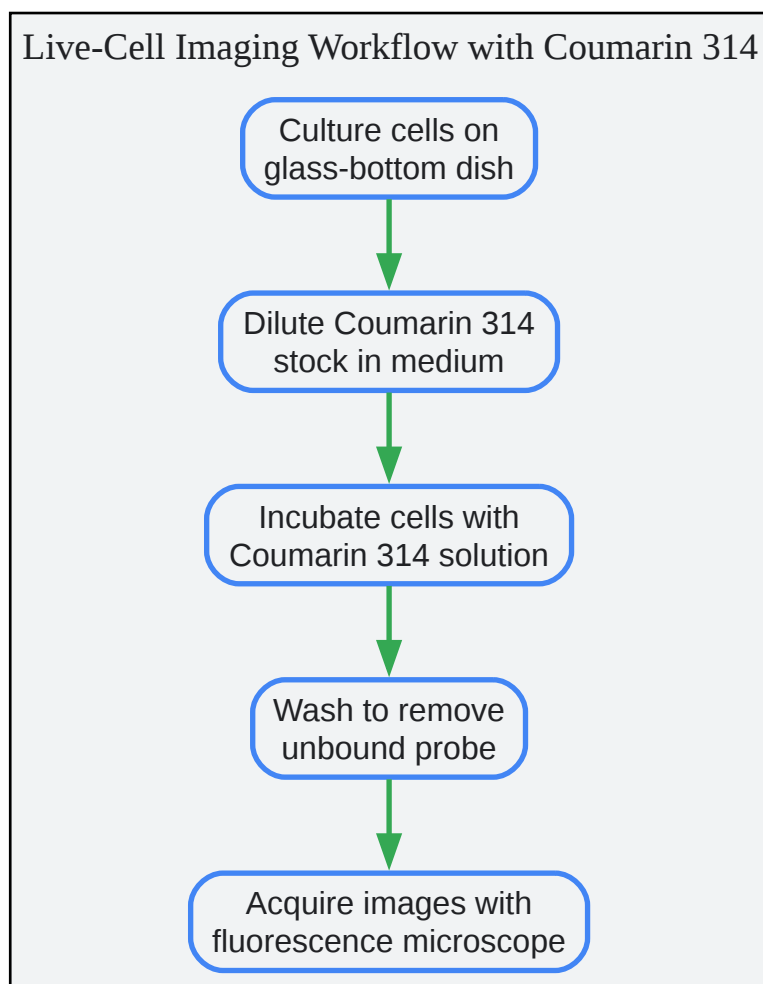 Live-Cell Imaging Workflow with Coumarin 314
Culture cells on
glass-bottom dish
Dilute Coumarin 314
stock in medium
Incubate cells with
Coumarin 314 solution
Wash to remove
unbound probe
Acquire images with
fluorescence microscope